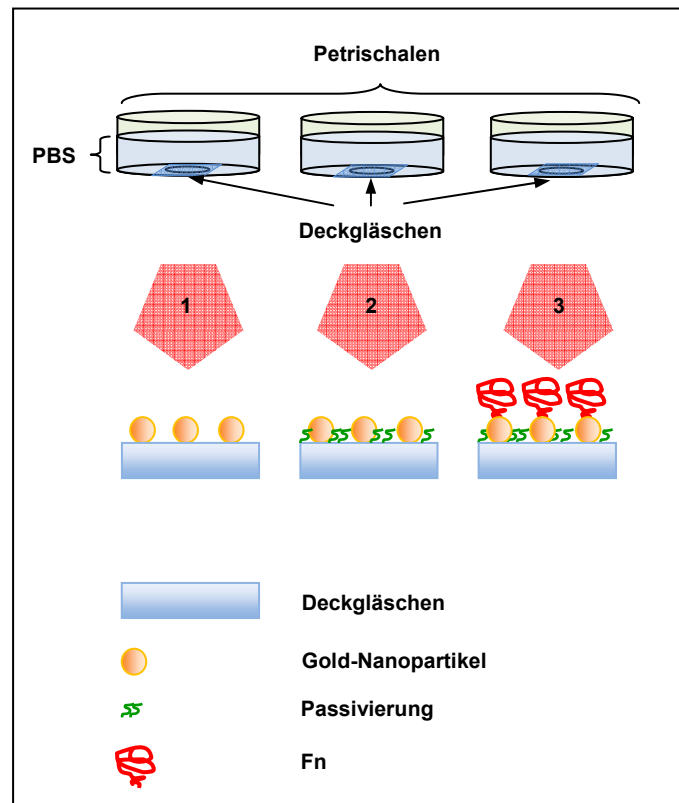 Petrischalen
PBS
Deckgläschen
1 2 3
Deckgläschen
Gold-Nanopartikel
Passivierung
Fn